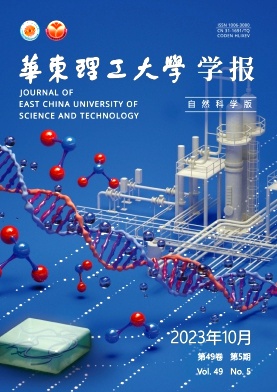 ISSN 1006-3080
CN 31-1691/TQ
CODEN HLIXEV
華東理工大學 学报
JOURNAL OF
EAST CHINA UNIVERSITY OF
SCIENCE AND TECHNOLOGY
自然科学版
2023年10月
第49卷 第5期
Vol. 49 No. 5